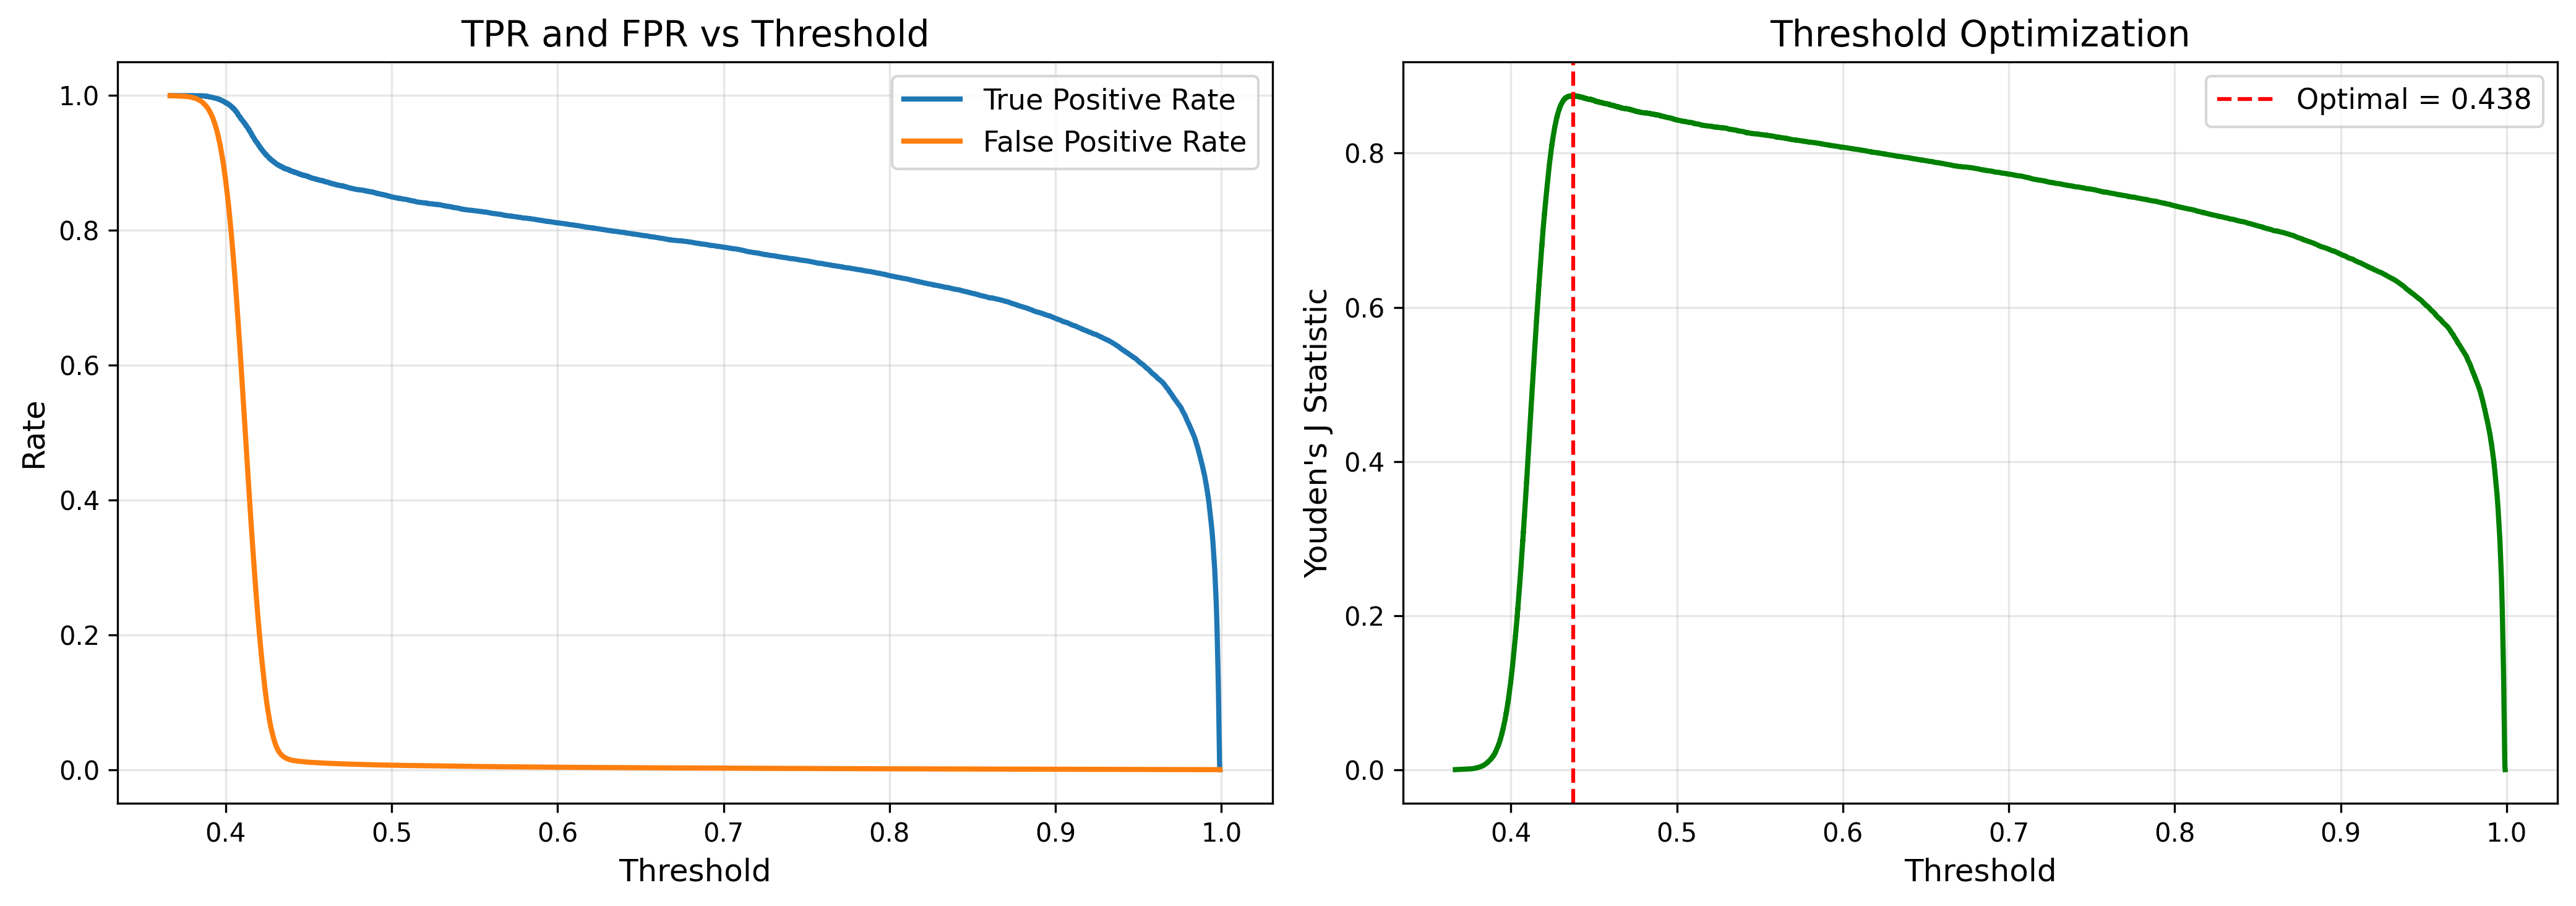 TPR and FPR vs Threshold
True Positive Rate
False Positive Rate
Rate
1.0
0.8
0.6
0.4
0.2
0.0
0.4 0.5 0.6 0.7 0.8 0.9 1.0
Threshold
Threshold Optimization
Optimal = 0.438
Youden's J Statistic
0.8
0.6
0.4
0.2
0.0
0.4 0.5 0.6 0.7 0.8 0.9 1.0
Threshold